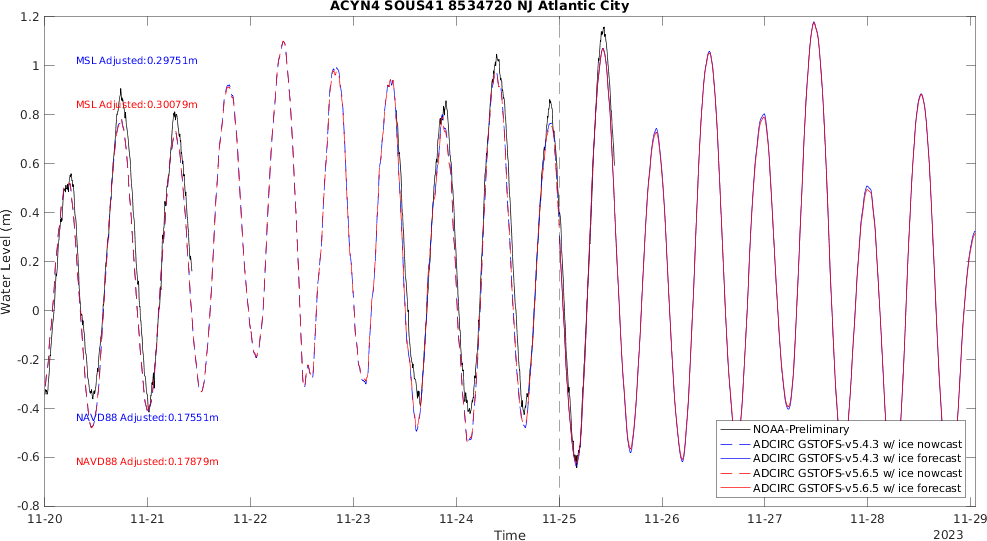 ACYN4 SOUS41 8534720 NJ Atlantic City
1.2
1
0.8
0.6
0.4
0.2
0
-0.2
-0.4
-0.6
-0.8
Water Level (m)
MSL Adjusted:0.29751m
MSL Adjusted:0.30079m
NAVD88 Adjusted:0.17551m
NAVD88 Adjusted:0.17879m
NOAA-Preliminary
ADCIRC GSTOFS-v5.4.3 w/ ice nowcast
ADCIRC GSTOFS-v5.4.3 w/ ice forecast
ADCIRC GSTOFS-v5.6.5 w/ ice nowcast
ADCIRC GSTOFS-v5.6.5 w/ ice forecast
11-20 11-21 11-22 11-23 11-24 11-25 11-26 11-27 11-28 11-29
Time
2023